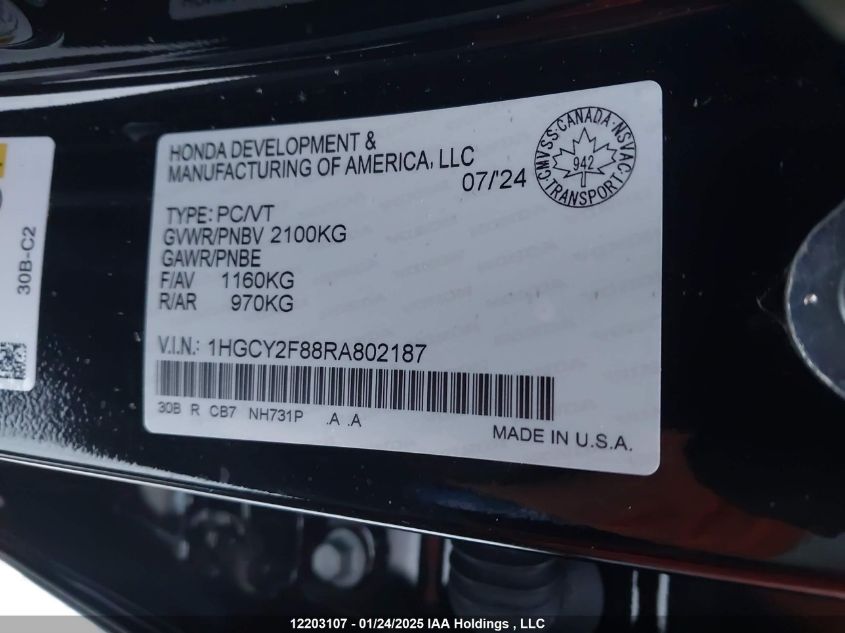 HONDA DEVELOPMENT &
MANUFACTURING OF AMERICA, LLC
07/'24
CMVSS·CANADA·NSVAC·TRANSPORT
942
TYPE: PC/VT
GVWR/PNBV 2100KG
GAWR/PNBE
F/AV 1160KG
R/AR 970KG
V.I.N.: 1HGCY2F88RA802187
30B R CB7 NH731P .A .A
MADE IN U.S.A.
30B-C2
12203107 - 01/24/2025 IAA Holdings , LLC